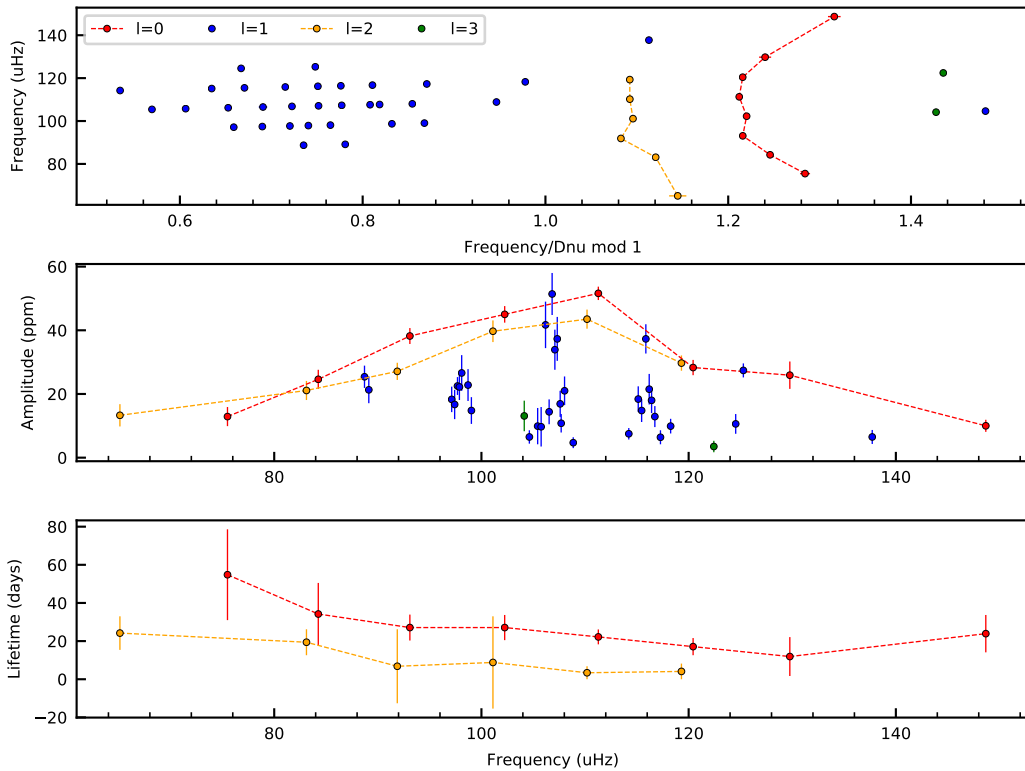 l=0 l=1 l=2 l=3
Frequency (uHz)
140
120
100
80
60
0.6 0.8 1.0 1.2 1.4
Frequency/Dnu mod 1
Amplitude (ppm)
60
40
20
0
80 100 120 140
Lifetime (days)
80
60
40
20
0
−20
80 100 120 140
Frequency (uHz)